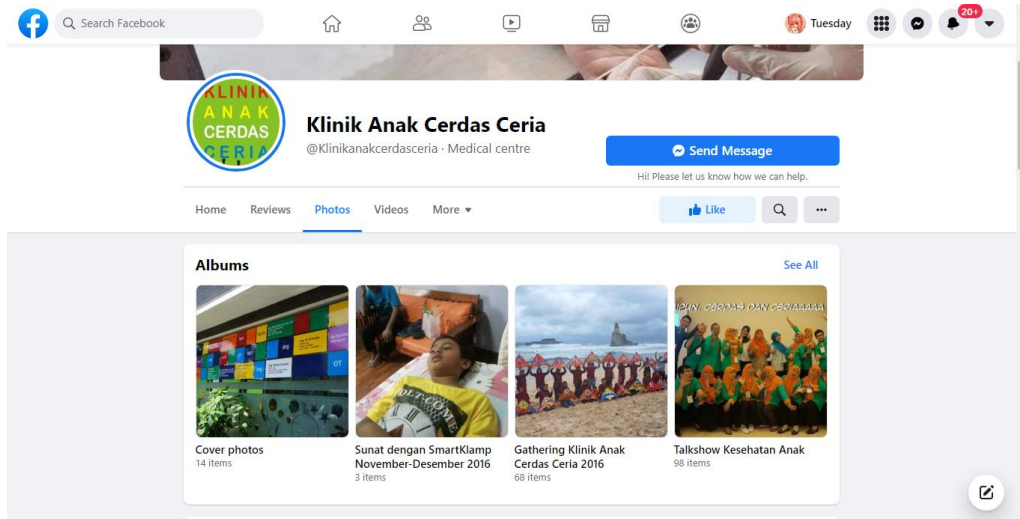 Search Facebook
Tuesday
20+
KLINIK
ANAK
CERDAS
CERIA
Klinik Anak Cerdas Ceria
@Klinikanakcerdasceria · Medical centre
Send Message
Hi! Please let us know how we can help.
Home Reviews Photos Videos More
Like
Albums
See All
OT
Cover photos
14 items
Sunat dengan SmartKlamp
November-Desember 2016
3 items
Gathering Klinik Anak
Cerdas Ceria 2016
68 items
Talkshow Kesehatan Anak
98 items